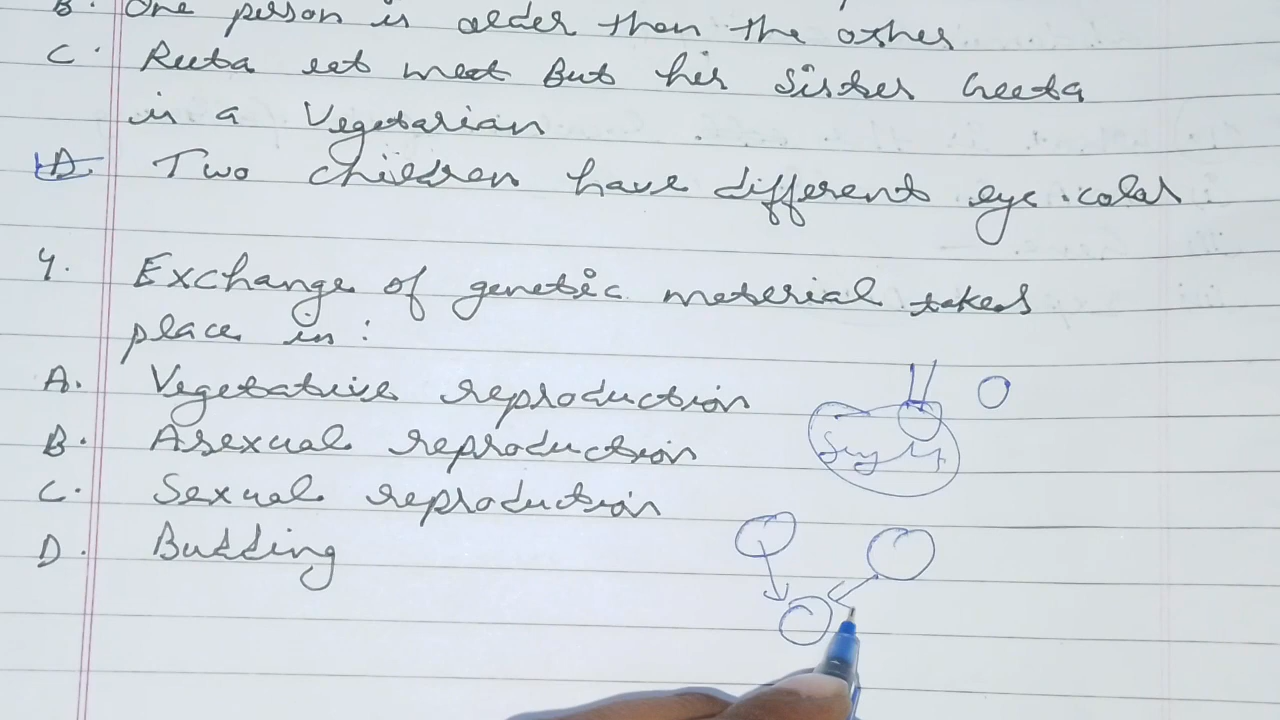 B. One person is older than the other
C. Reeta eat meat But her Sister Geeta
is a Vegetarian
D. Two children have different eye color
4. Exchange of genetic meterial takes
place in:
A. Vegetative reproduction
B. Asexual reproduction
C. Sexual reproduction
D. Budding